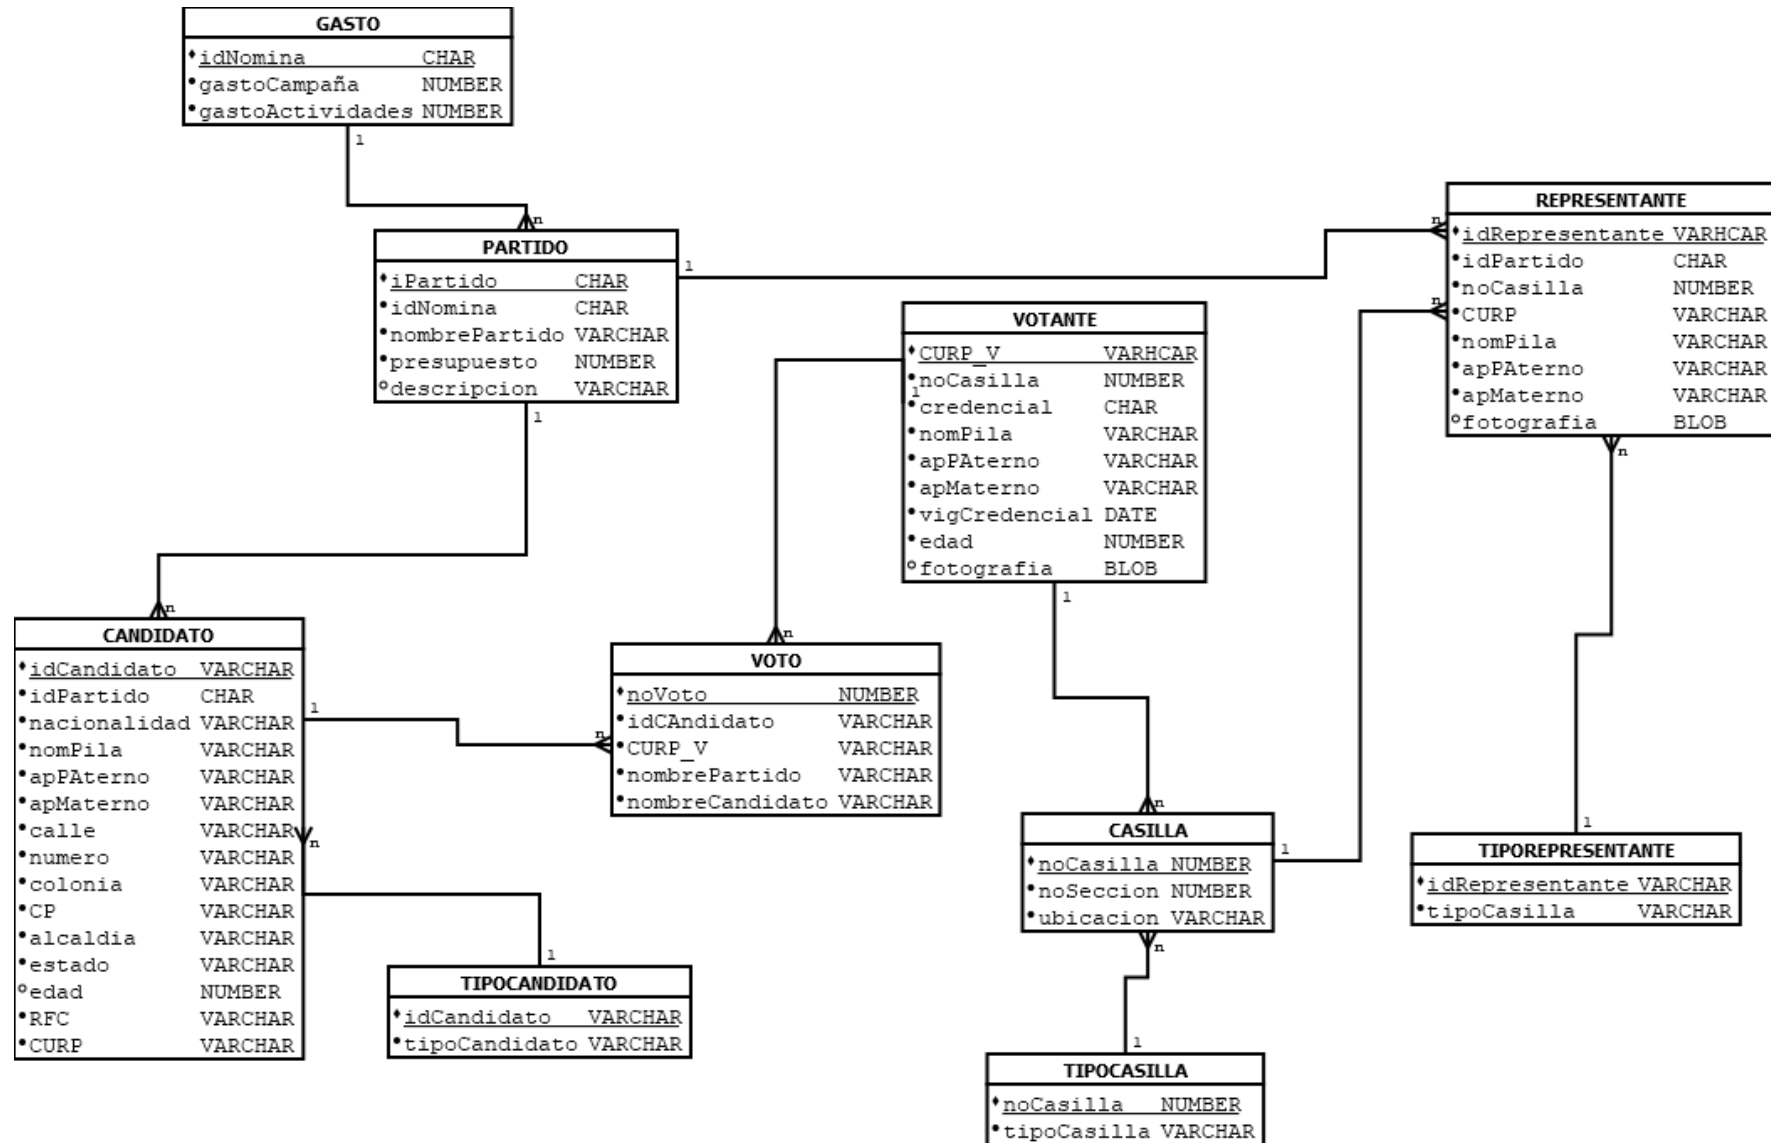 GASTO
idNomina CHAR
gastoCampaña NUMBER
gastoActividades NUMBER
1
n
PARTIDO
iPartido CHAR
idNomina CHAR
nombrePartido VARCHAR
presupuesto NUMBER
descripcion VARCHAR
1
1
n
n
REPRESENTANTE
idRepresentante VARHCAR
idPartido CHAR
noCasilla NUMBER
CURP VARCHAR
nomPila VARCHAR
apPAterno VARCHAR
apMaterno VARCHAR
fotografia BLOB
n
VOTANTE
CURP_V VARHCAR
noCasilla NUMBER
1
credencial CHAR
nomPila VARCHAR
apPAterno VARCHAR
apMaterno VARCHAR
vigCredencial DATE
edad NUMBER
fotografia BLOB
1
n
CANDIDATO
idCandidato VARCHAR
idPartido CHAR
nacionalidad VARCHAR
nomPila VARCHAR
apPAterno VARCHAR
apMaterno VARCHAR
calle VARCHAR
numero VARCHAR
colonia VARCHAR
CP VARCHAR
alcaldia VARCHAR
estado VARCHAR
edad NUMBER
RFC VARCHAR
CURP VARCHAR
1
n
n
n
VOTO
noVoto NUMBER
idCAndidato VARCHAR
CURP_V VARCHAR
nombrePartido VARCHAR
nombreCandidato VARCHAR
n
CASILLA
noCasilla NUMBER
noSeccion NUMBER
ubicacion VARCHAR
1
n
1
TIPOREPRESENTANTE
idRepresentante VARCHAR
tipoCasilla VARCHAR
1
TIPOCANDIDATO
idCandidato VARCHAR
tipoCandidato VARCHAR
1
TIPOCASILLA
noCasilla NUMBER
tipoCasilla VARCHAR